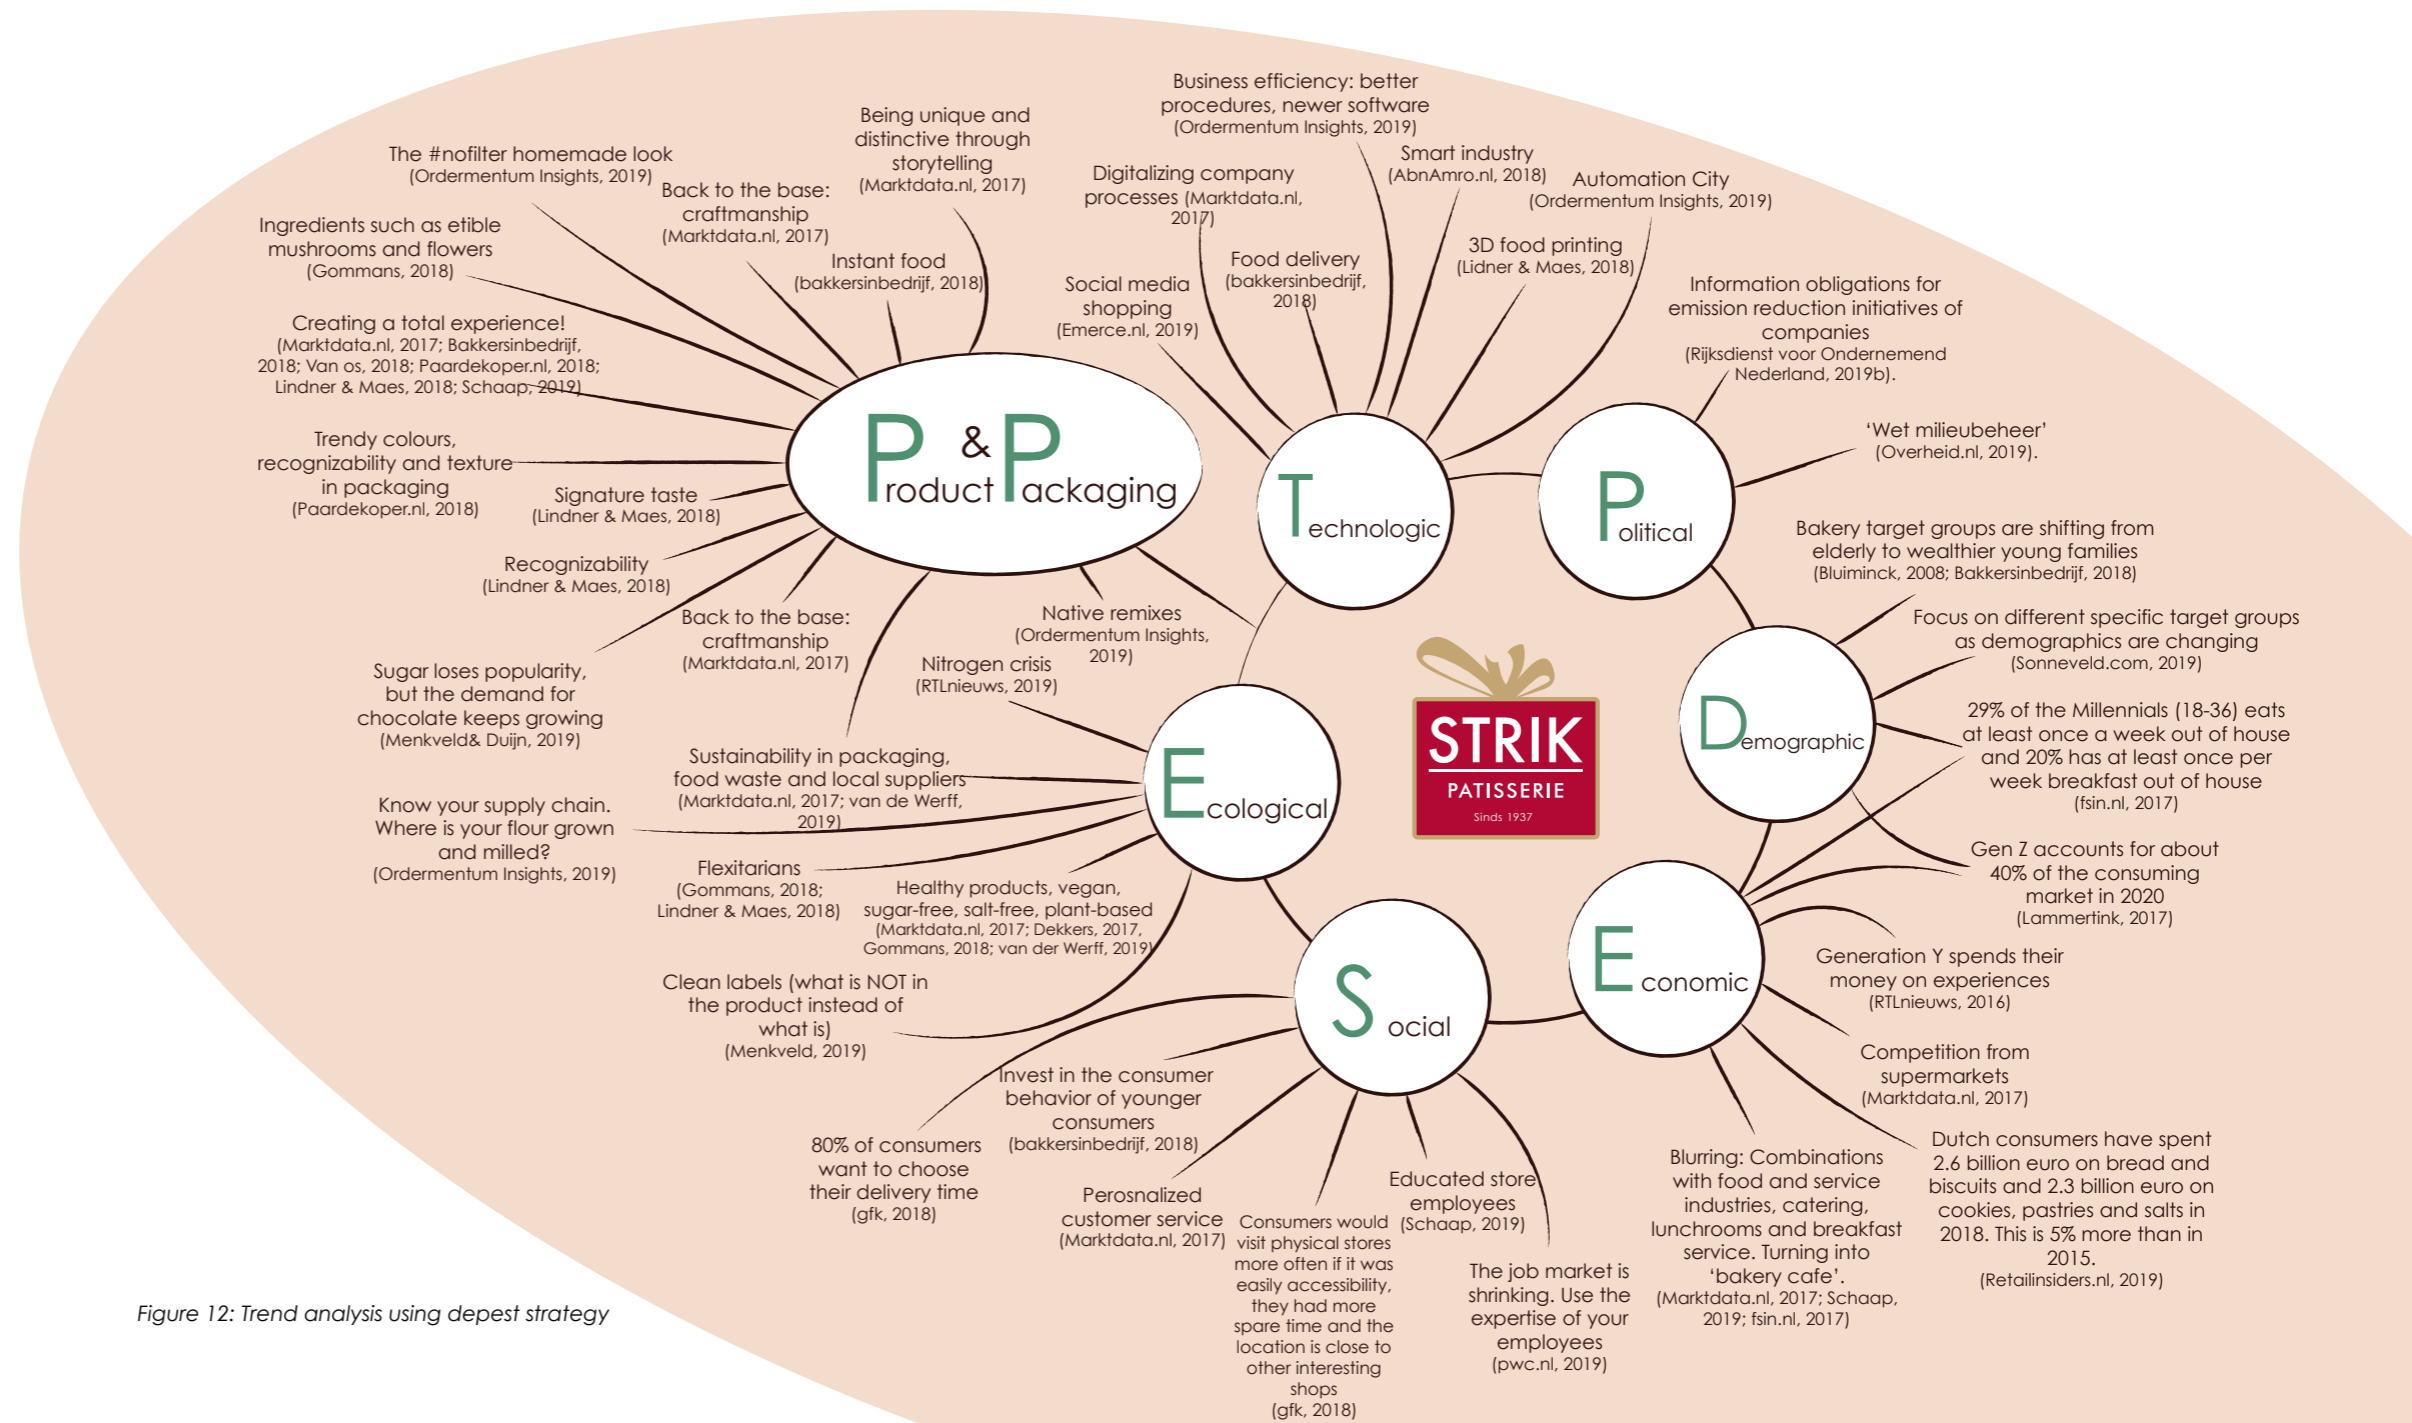 The #nofilter homemade look
(Ordermentum Insights, 2019)
Back to the base:
craftmanship
(Marktdata.nl, 2017)
Being unique and
distinctive through
storytelling
(Marktdata.nl, 2017)
Instant food
(bakkersinbedrijf, 2018)
Ingredients such as etible
mushrooms and flowers
(Gommans, 2018)
Creating a total experience!
(Marktdata.nl, 2017; Bakkersinbedrijf,
2018; Van os, 2018; Paardekoper.nl, 2018;
Lindner & Maes, 2018; Schaap, 2019)
Trendy colours,
recognizability and texture
in packaging
(Paardekoper.nl, 2018)
Signature taste
(Lindner & Maes, 2018)
Recognizability
(Lindner & Maes, 2018)
Sugar loses popularity,
but the demand for
chocolate keeps growing
(Menkveld& Duijn, 2019)
Back to the base:
craftmanship
(Marktdata.nl, 2017)
Native remixes
(Ordermentum Insights,
2019)
Product & Packaging
Business efficiency: better
procedures, newer software
(Ordermentum Insights, 2019)
Digitalizing company
processes (Marktdata.nl,
2017)
Smart industry
(AbnAmro.nl, 2018)
Automation City
(Ordermentum Insights, 2019)
3D food printing
(Lidner & Maes, 2018)
Food delivery
(bakkersinbedrijf,
2018)
Social media
shopping
(Emerce.nl, 2019)
Technologic
Information obligations for
emission reduction initiatives of
companies
(Rijksdienst voor Ondernemend
Nederland, 2019b).
'Wet milieubeheer'
(Overheid.nl, 2019).
Political
Bakery target groups are shifting from
elderly to wealthier young families
(Bluiminck, 2008; Bakkersinbedrijf, 2018)
Focus on different specific target groups
as demographics are changing
(Sonneveld.com, 2019)
29% of the Millennials (18-36) eats
at least once a week out of house
and 20% has at least once per
week breakfast out of house
(fsin.nl, 2017)
Gen Z accounts for about
40% of the consuming
market in 2020
(Lammertink, 2017)
Demographic
STRIK
PATISSERIE
Sinds 1937
Nitrogen crisis
(RTLnieuws, 2019)
Sustainability in packaging,
food waste and local suppliers
(Marktdata.nl, 2017; van de Werff,
2019)
Know your supply chain.
Where is your flour grown
and milled?
(Ordermentum Insights, 2019)
Flexitarians
(Gommans, 2018;
Lindner & Maes, 2018)
Healthy products, vegan,
sugar-free, salt-free, plant-based
(Marktdata.nl, 2017; Dekkers, 2017,
Gommans, 2018; van der Werff, 2019)
Clean labels (what is NOT in
the product instead of
what is)
(Menkveld, 2019)
Ecological
Generation Y spends their
money on experiences
(RTLnieuws, 2016)
Competition from
supermarkets
(Marktdata.nl, 2017)
Dutch consumers have spent
2.6 billion euro on bread and
biscuits and 2.3 billion euro on
cookies, pastries and salts in
2018. This is 5% more than in
2015.
(Retailinsiders.nl, 2019)
Blurring: Combinations
with food and service
industries, catering,
lunchrooms and breakfast
service. Turning into
'bakery cafe'.
(Marktdata.nl, 2017; Schaap,
2019; fsin.nl, 2017)
Economic
Social
80% of consumers
want to choose
their delivery time
(gfk, 2018)
Invest in the consumer
behavior of younger
consumers
(bakkersinbedrijf, 2018)
Perosnalized
customer service
(Marktdata.nl, 2017)
Consumers would
visit physical stores
more often if it was
easily accessibility,
they had more
spare time and the
location is close to
other interesting
shops
(gfk, 2018)
Educated store
employees
(Schaap, 2019)
The job market is
shrinking. Use the
expertise of your
employees
(pwc.nl, 2019)
Figure 12: Trend analysis using depest strategy